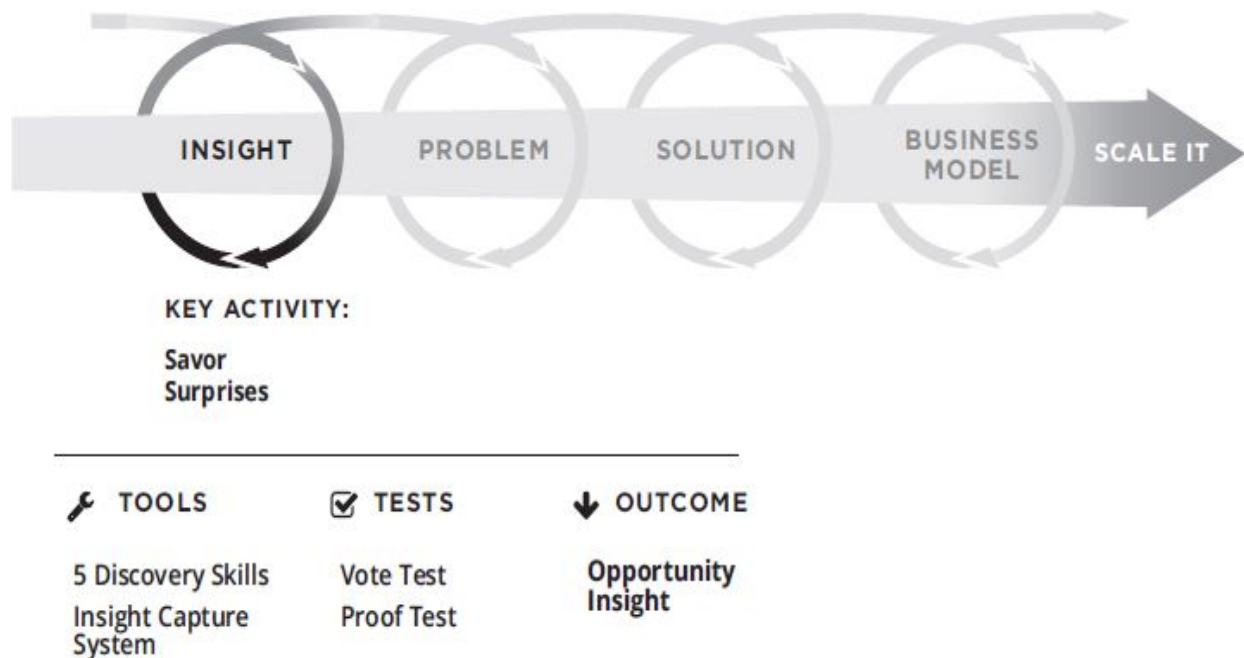 INSIGHT
PROBLEM
SOLUTION
BUSINESS
MODEL
SCALE IT
KEY ACTIVITY:
Savor
Surprises
TOOLS
TESTS
OUTCOME
5 Discovery Skills
Insight Capture
System
Vote Test
Proof Test
Opportunity
Insight